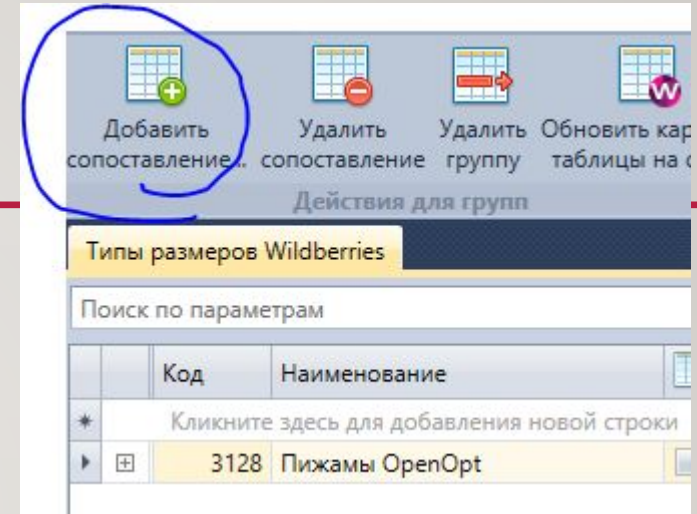 Добавить сопоставление...
Удалить сопоставление
Удалить группу
Обновить
таблицы на
Действия для групп
Типы размеров Wildberries
Поиск по параметрам
Код Наименование
Кликните здесь для добавления новой строки
3128 Пижамы OpenOpt